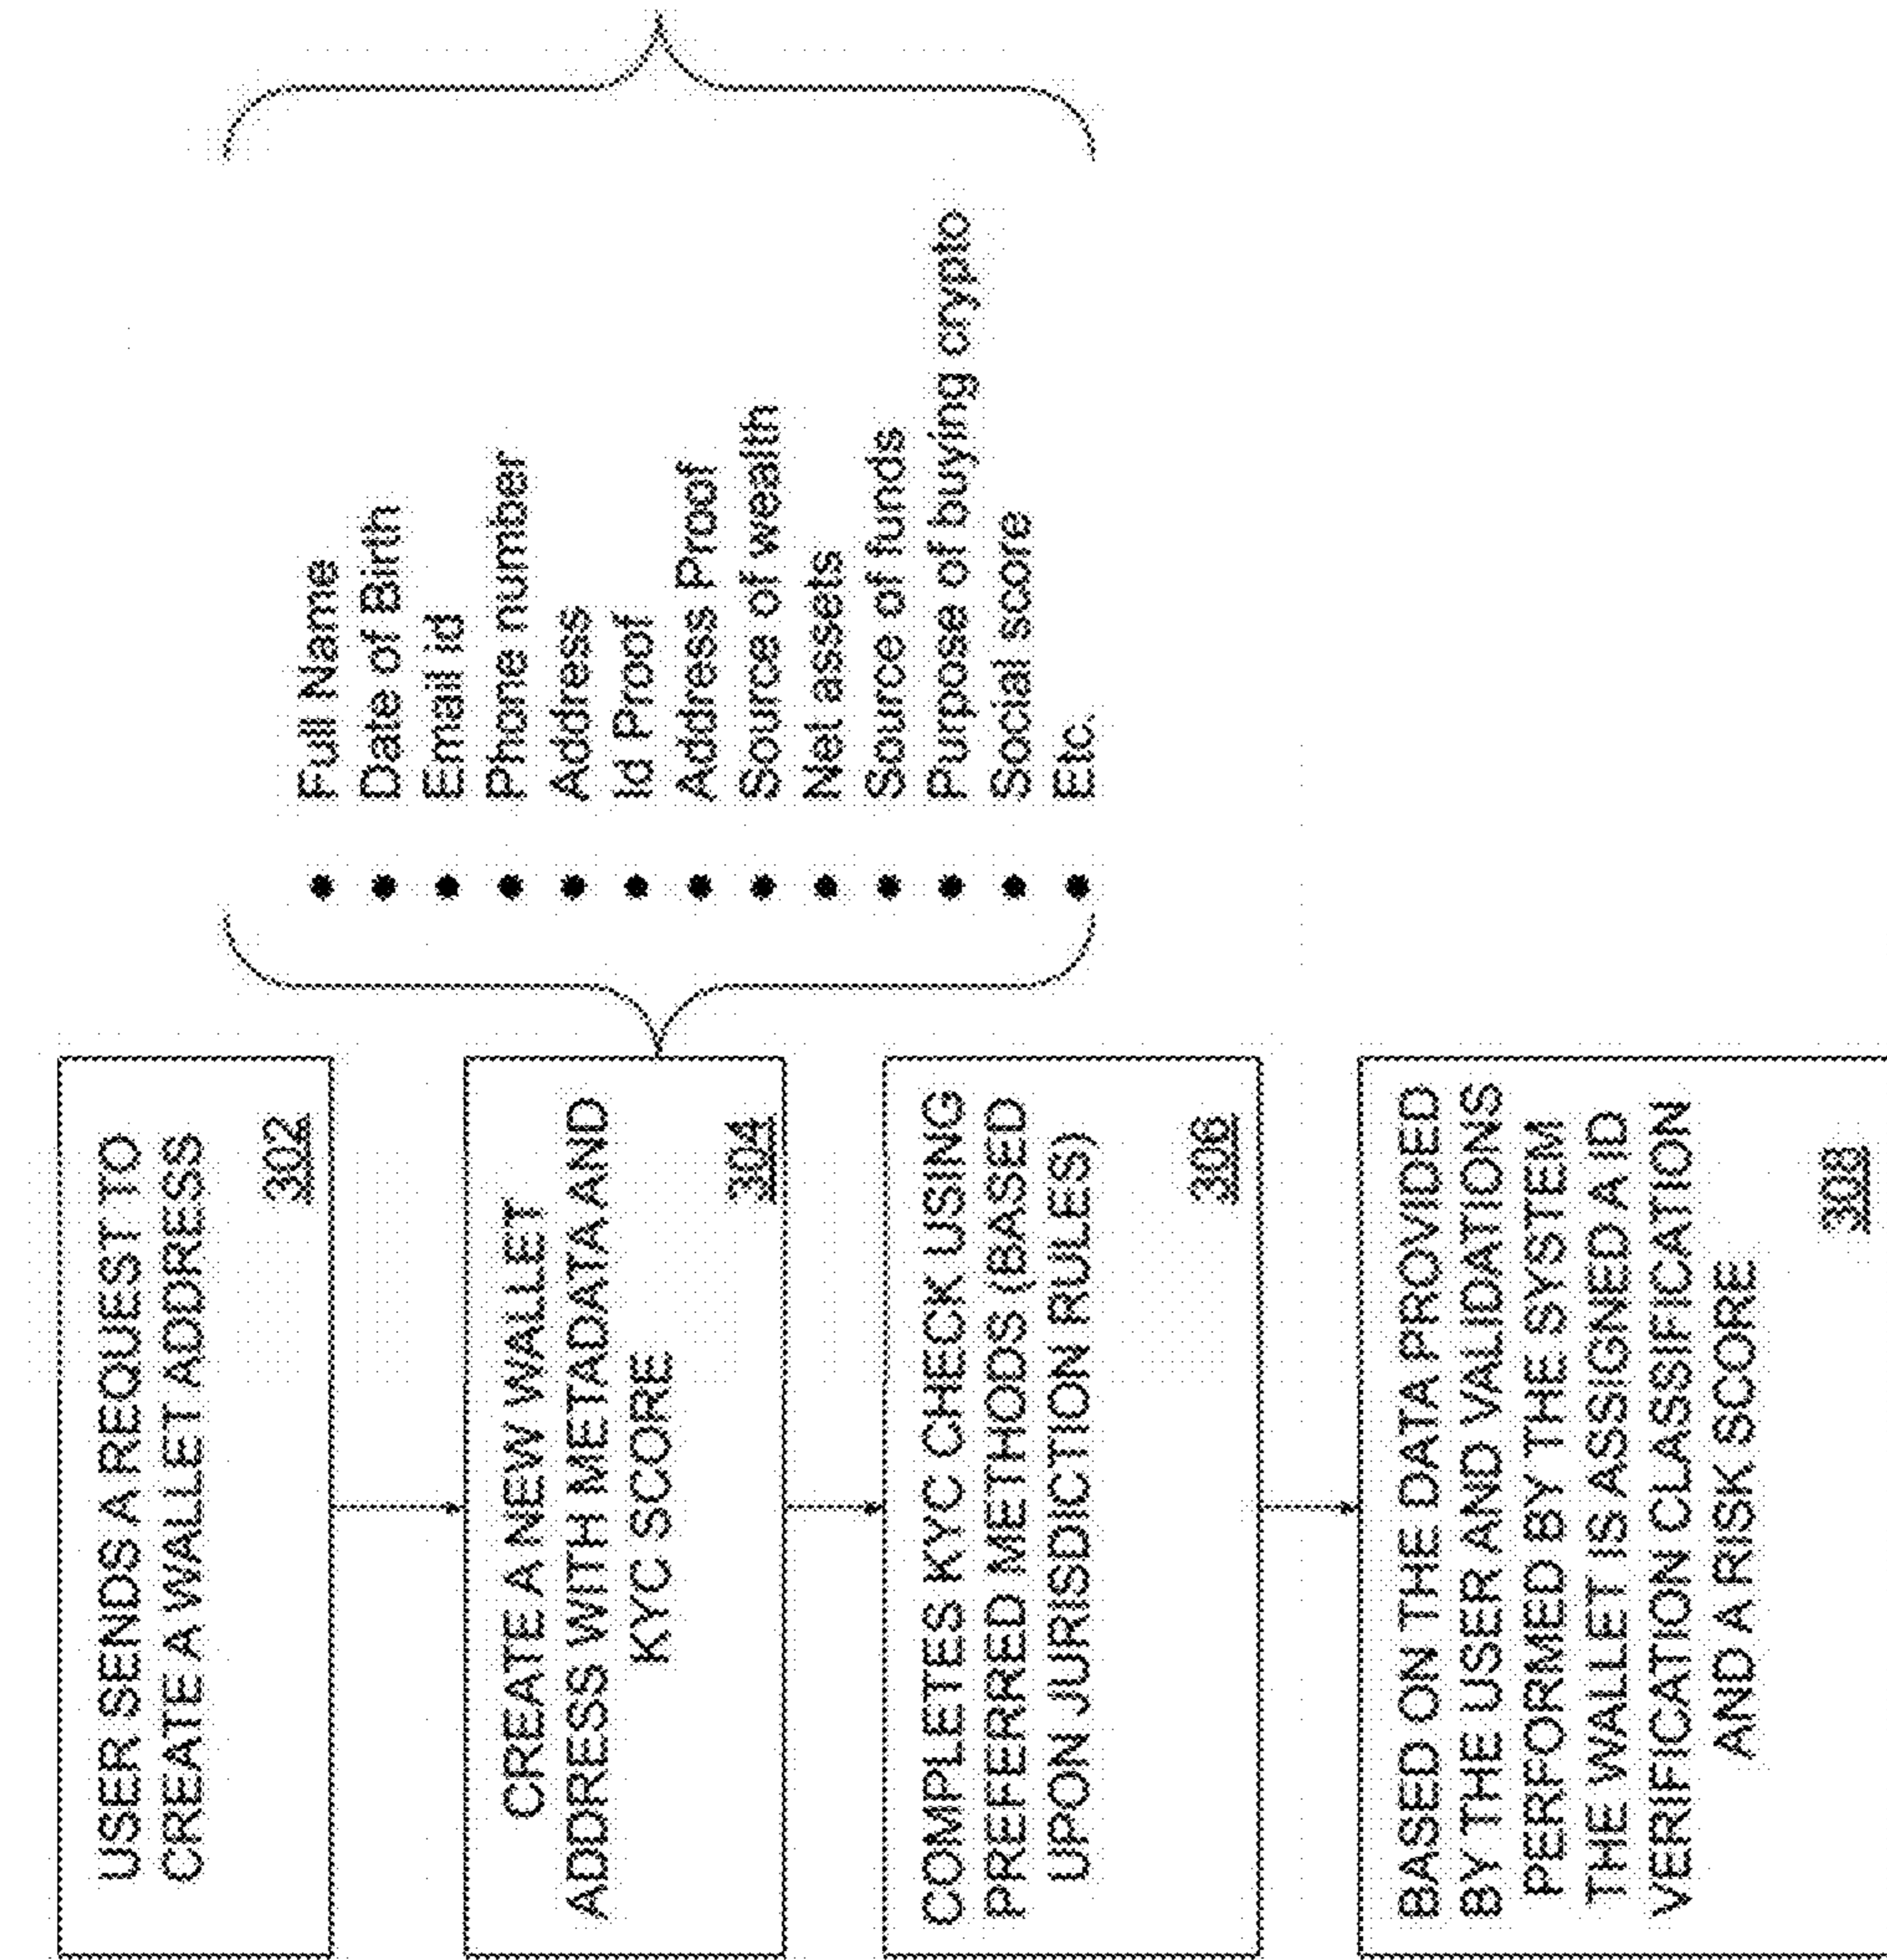 USER SENDS A REQUEST TO
CREATE A WALLET ADDRESS
302
CREATE A NEW WALLET
ADDRESS WITH METADATA AND
KYC SCORE
304
Full Name
Date of Birth
Email id
Phone number
Address
Id Proof
Address Proof
Source of wealth
Net assets
Source of funds
Purpose of buying crypto
Social score
Etc.
COMPLETES KYC CHECK USING
PREFERRED METHODS (BASED
UPON JURISDICTION RULES)
306
BASED ON THE DATA PROVIDED
BY THE USER AND VALIDATIONS
PERFORMED BY THE SYSTEM
THE WALLET IS ASSIGNED A ID
VERIFICATION CLASSIFICATION
AND A RISK SCORE
308